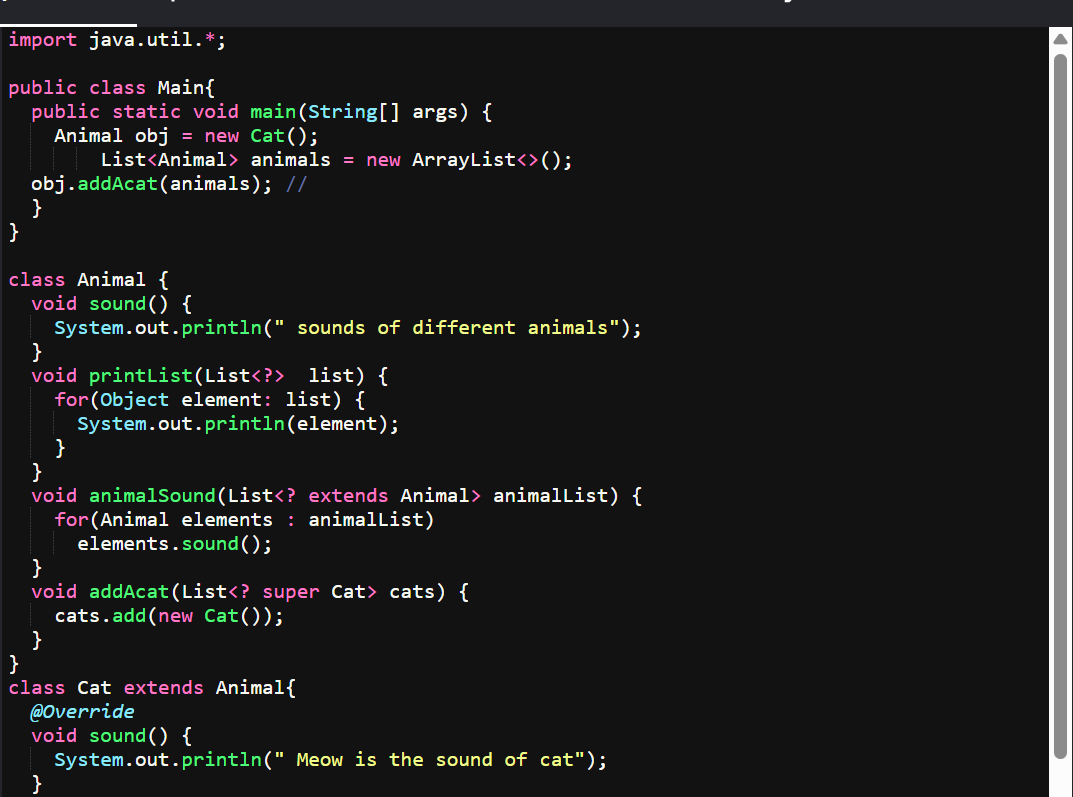 import java.util.*;

public class Main{
  public static void main(String[] args) {
    Animal obj = new Cat();
        List<Animal> animals = new ArrayList<>();
  obj.addAcat(animals); //
  }
}

class Animal {
  void sound() {
    System.out.println(" sounds of different animals");
  }
  void printList(List<?>  list) {
    for(Object element: list) {
      System.out.println(element);
    }
  }
  void animalSound(List<? extends Animal> animalList) {
    for(Animal elements : animalList)
      elements.sound();
  }
  void addAcat(List<? super Cat> cats) {
    cats.add(new Cat());
  }
}
class Cat extends Animal{
  @Override
  void sound() {
    System.out.println(" Meow is the sound of cat");
  }